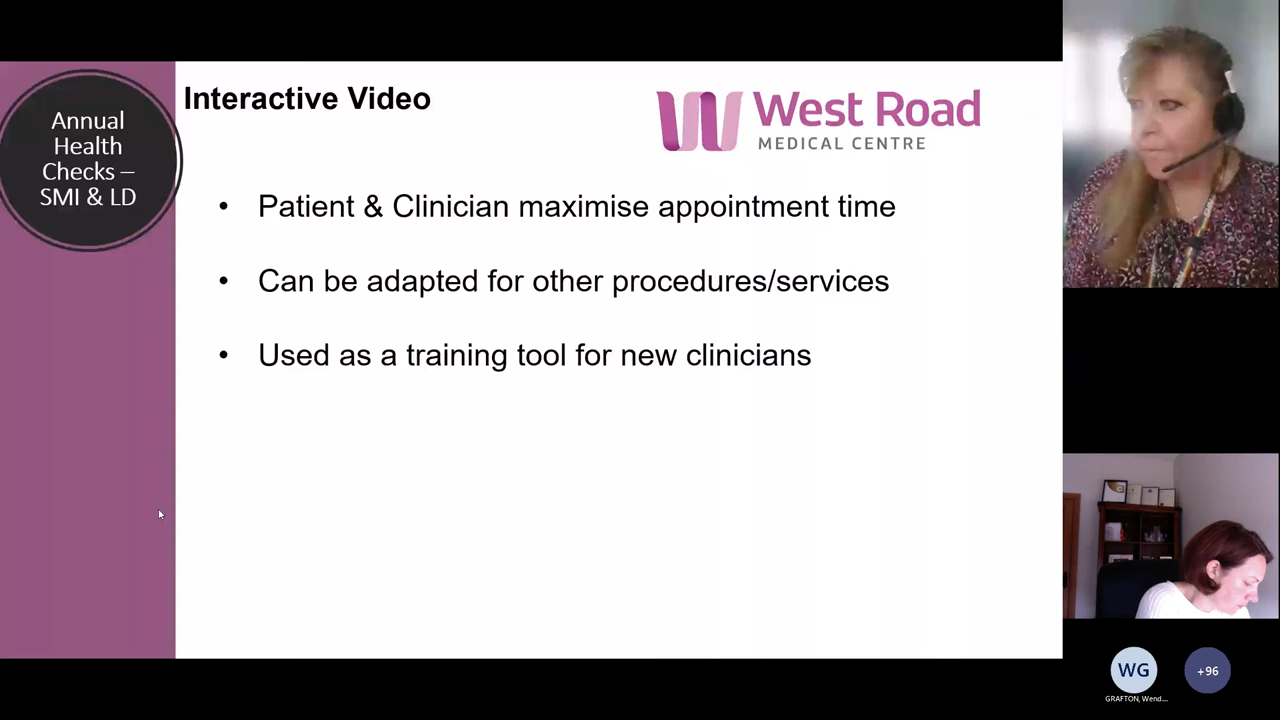 Annual
Health
Checks –
SMI & LD
Interactive Video
West Road
MEDICAL CENTRE
• Patient & Clinician maximise appointment time
• Can be adapted for other procedures/services
• Used as a training tool for new clinicians
WG
+96
GRAFTON, Wend...